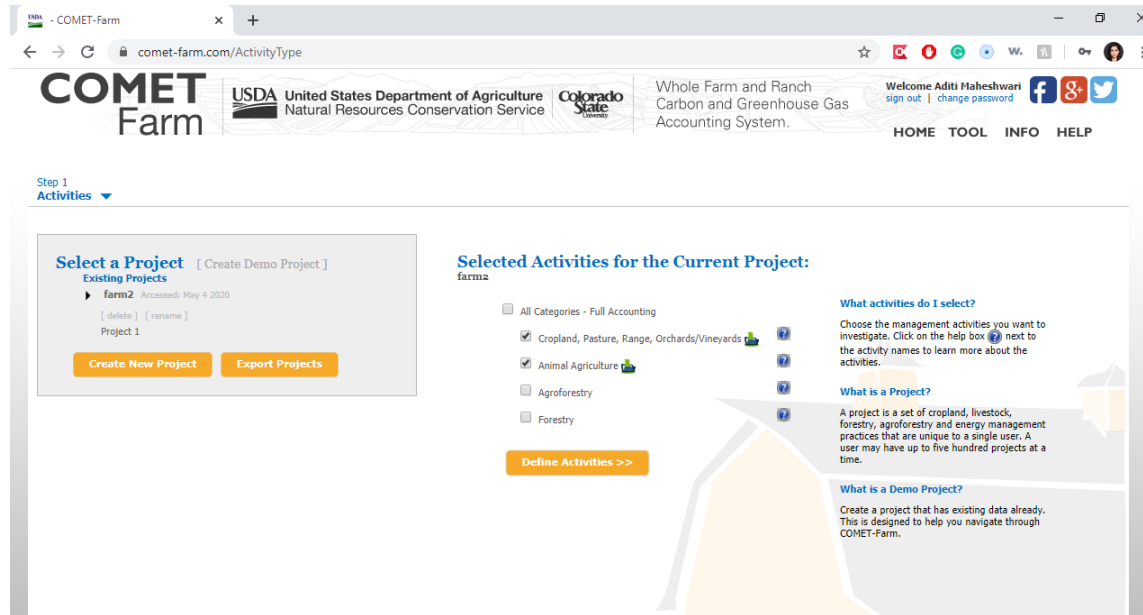 USDA - COMET-Farm
comet-farm.com/ActivityType
COMET
Farm
USDA United States Department of Agriculture
Natural Resources Conservation Service
Colorado
State
University
Whole Farm and Ranch
Carbon and Greenhouse Gas
Accounting System.
Welcome Aditi Maheshwari
sign out | change password
HOME TOOL INFO HELP
Step 1
Activities
Select a Project [ Create Demo Project ]
Existing Projects
farm2 Accessed: May 4 2020
[ delete ] [ rename ]
Project 1
Create New Project Export Projects
Selected Activities for the Current Project:
farm2
All Categories - Full Accounting
Cropland, Pasture, Range, Orchards/Vineyards
Animal Agriculture
Agroforestry
Forestry
Define Activities >>
What activities do I select?
Choose the management activities you want to
investigate. Click on the help box ? next to
the activity names to learn more about the
activities.
What is a Project?
A project is a set of cropland, livestock,
forestry, agroforestry and energy management
practices that are unique to a single user. A
user may have up to five hundred projects at a
time.
What is a Demo Project?
Create a project that has existing data already.
This is designed to help you navigate through
COMET-Farm.